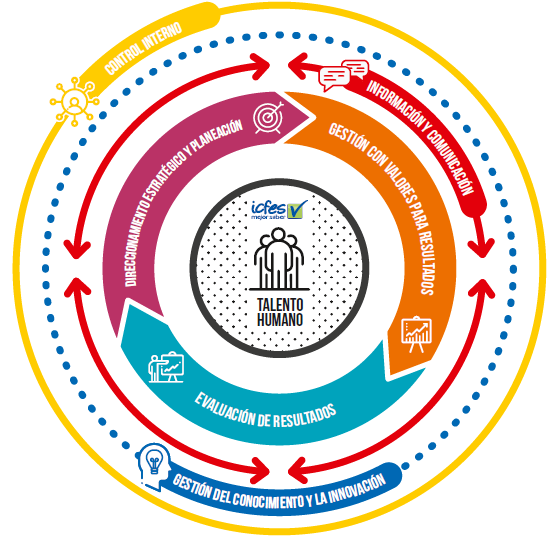 CONTROL INTERNO
INFORMACIÓN Y COMUNICACIÓN
DIRECCIONAMIENTO ESTRATÉGICO Y PLANEACIÓN
GESTIÓN CON VALORES PARA RESULTADOS
icfes
mejor saber
TALENTO
HUMANO
EVALUACIÓN DE RESULTADOS
GESTIÓN DEL CONOCIMIENTO Y LA INNOVACIÓN